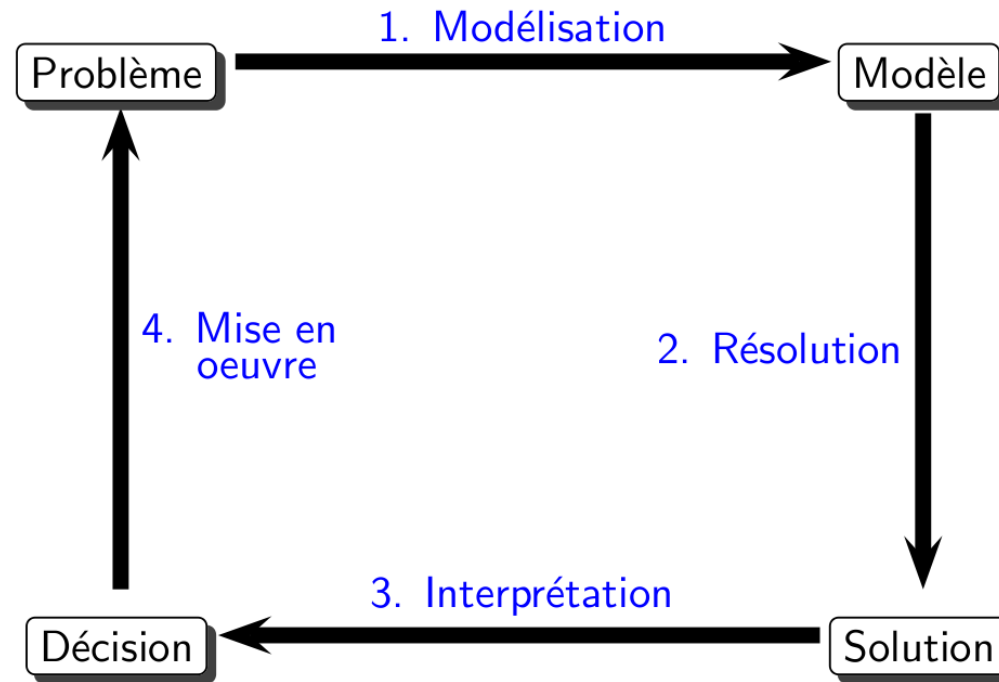 1. Modélisation
Problème
Modèle
4. Mise en
oeuvre
2. Résolution
3. Interprétation
Décision
Solution